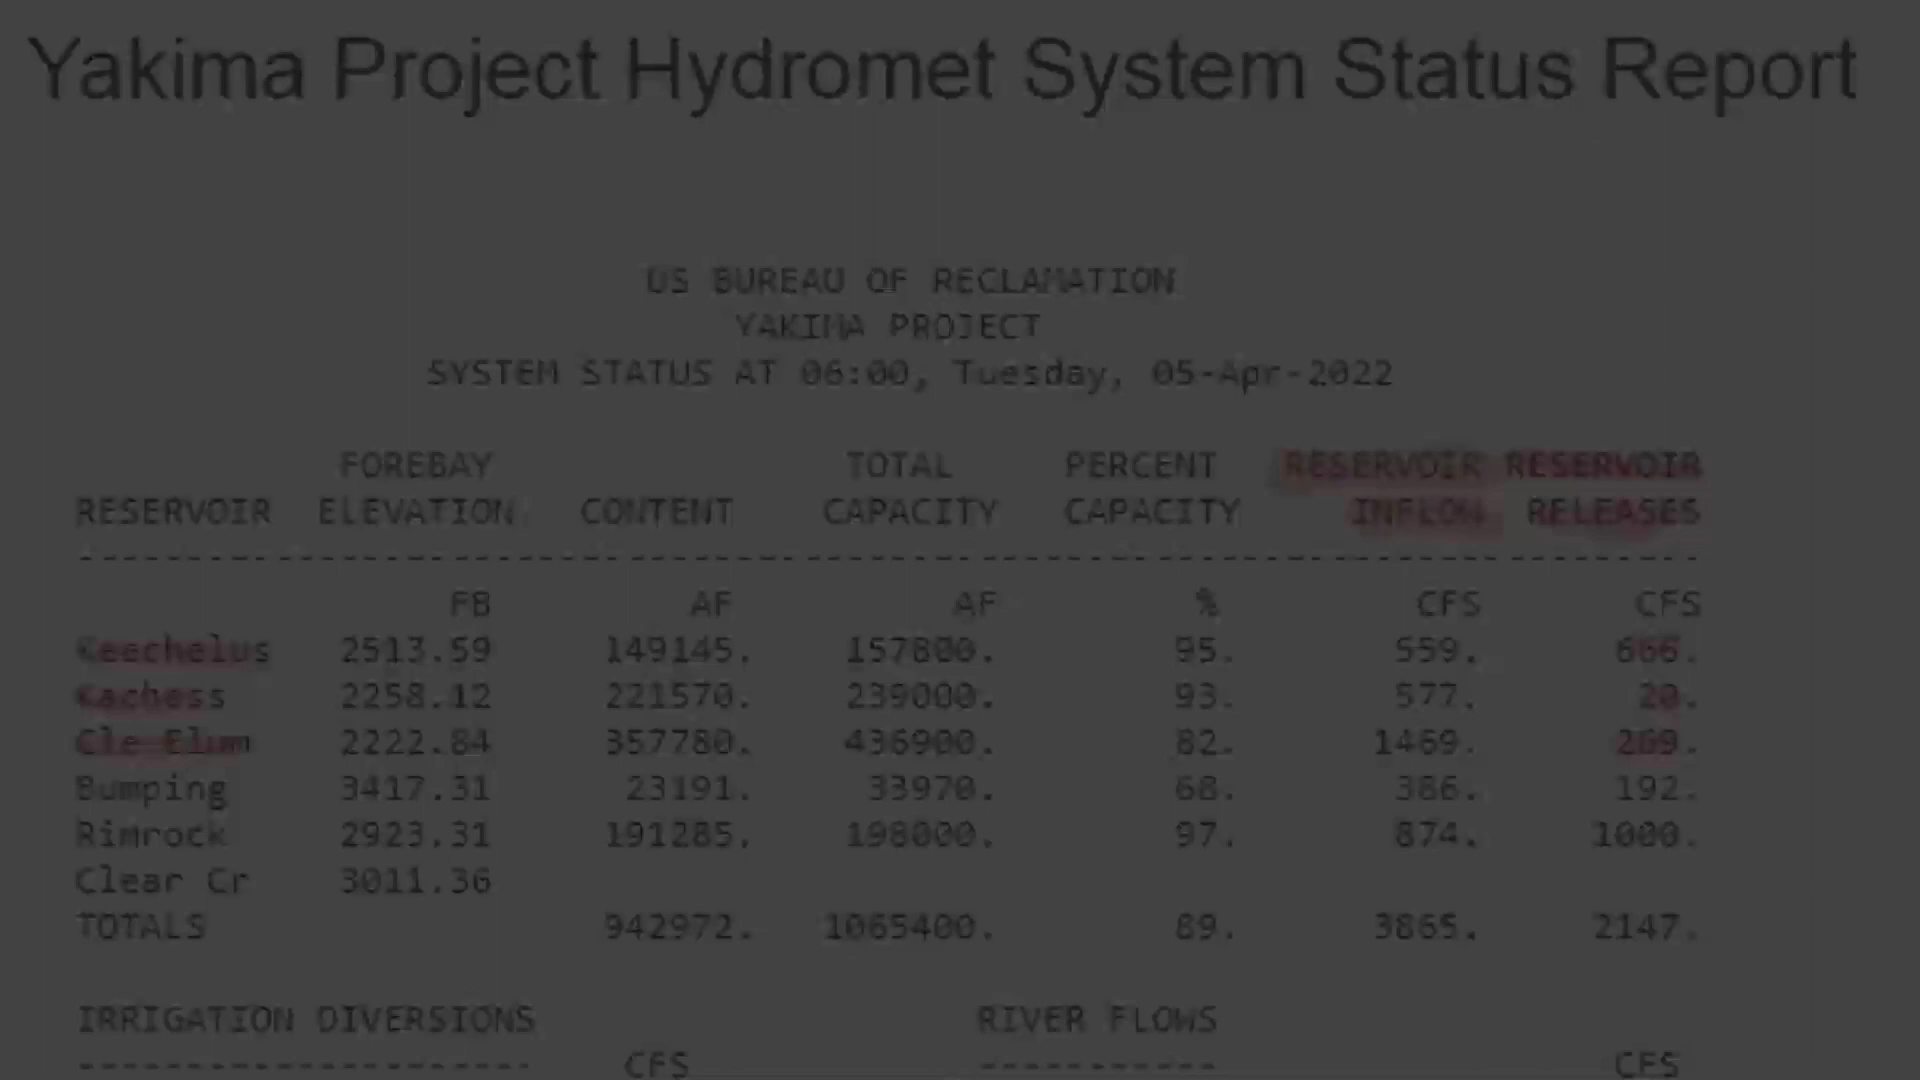 Yakima Project Hydromet System Status Report
US BUREAU OF RECLAMATION
YAKIMA PROJECT
SYSTEM STATUS AT 06:00, Tuesday, 05-Apr-2022
FOREBAY TOTAL PERCENT RESERVOIR RESERVOIR
RESERVOIR ELEVATION CONTENT CAPACITY CAPACITY INFLOW RELEASES
--------------------------------------------------------------------------
FB AF AF % CFS CFS
Keechelus 2513.59 149145. 157800. 95. 559. 666.
Kachess 2258.12 221570. 239000. 93. 577. 20.
Cle Elum 2222.84 357780. 436900. 82. 1469. 269.
Bumping 3417.31 23191. 33970. 68. 386. 192.
Rimrock 2923.31 191285. 198000. 97. 874. 1000.
Clear Cr 3011.36
TOTALS 942972. 1065400. 89. 3865. 2147.
IRRIGATION DIVERSIONS RIVER FLOWS
--------------------- CFS ----------- CFS